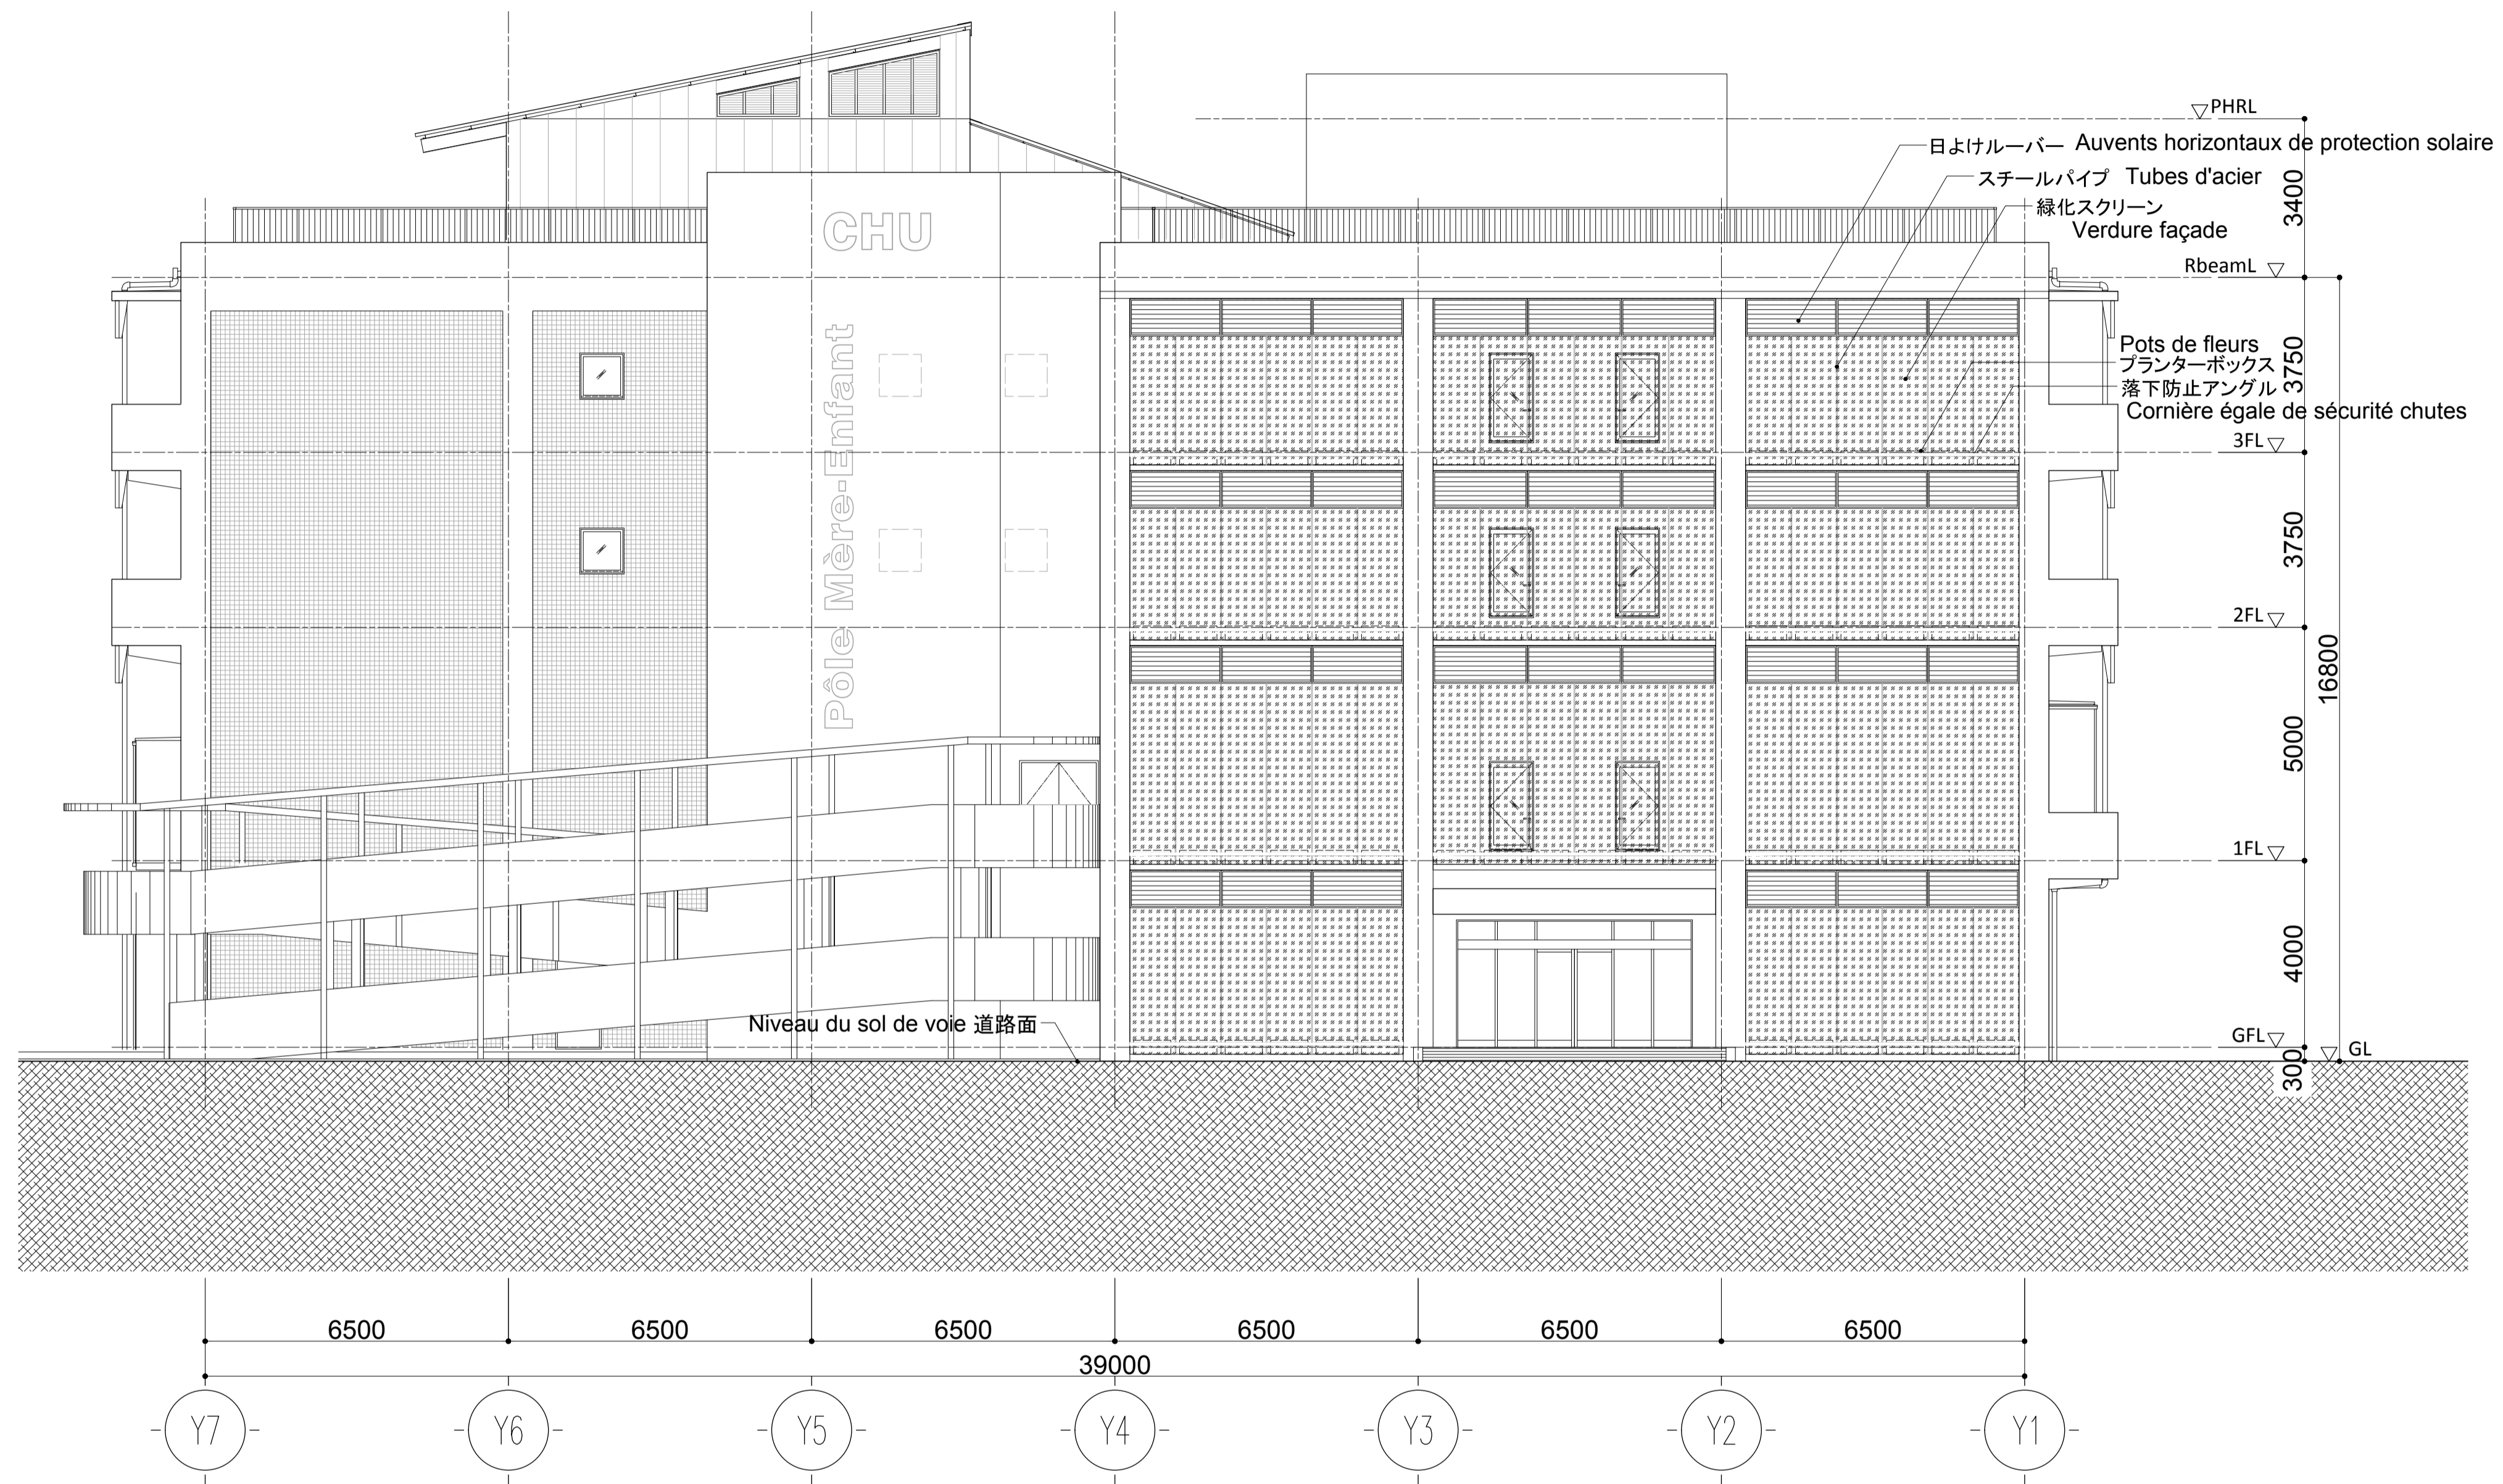 PHRL
日よけルーバー Auvents horizontaux de protection solaire
スチールパイプ Tubes d'acier
緑化スクリーン
Verdure façade
3400
CHU
RbeamL
Pôle Mère-Enfant
Pots de fleurs
プランターボックス
落下防止アングル
Cornière égale de sécurité chutes
3750
3FL
3750
2FL
16800
5000
1FL
4000
Niveau du sol de voie 道路面
GFL
GL
300
6500 6500 6500 6500 6500 6500
39000
Y7 Y6 Y5 Y4 Y3 Y2 Y1